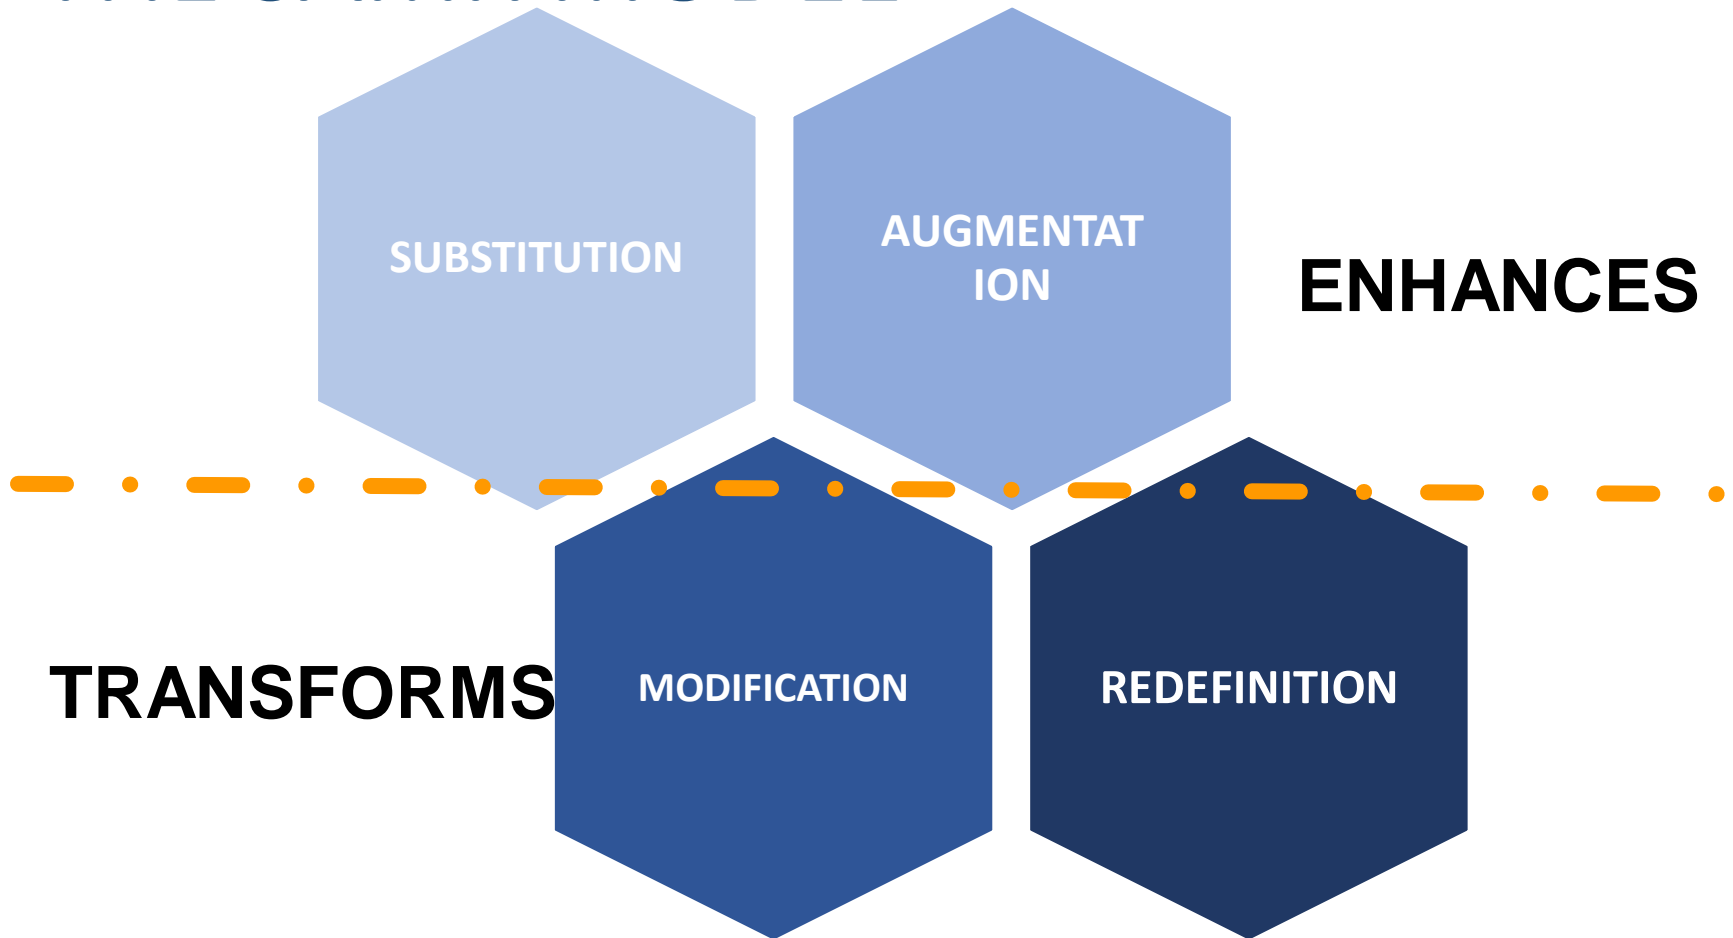 SUBSTITUTION
AUGMENTAT
ION
ENHANCES
TRANSFORMS
MODIFICATION
REDEFINITION